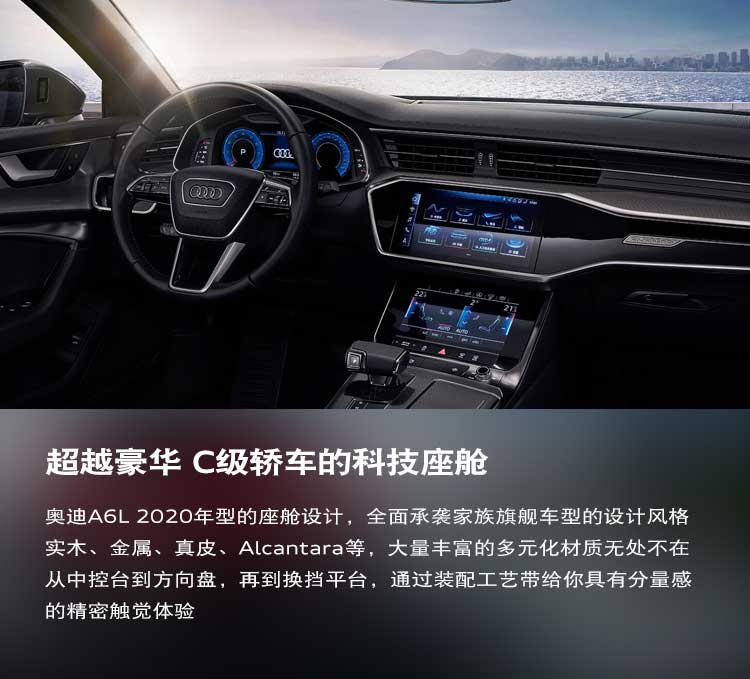 P
22
2°
21
AUTO
AUTO
超越豪华 C级轿车的科技座舱
奥迪A6L 2020年型的座舱设计，全面承袭家族旗舰车型的设计风格
实木、金属、真皮、Alcantara等，大量丰富的多元化材质无处不在
从中控台到方向盘，再到换挡平台，通过装配工艺带给你具有分量感
的精密触觉体验